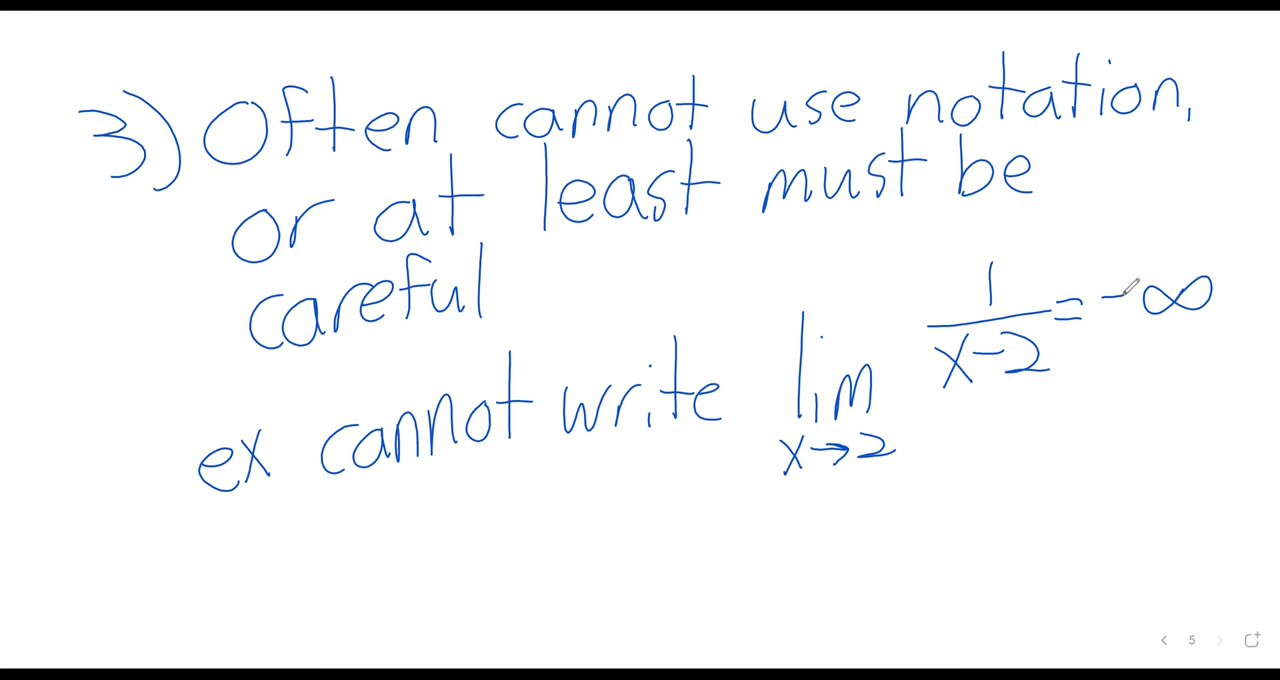 3) Often cannot use notation,
or at least must be
careful
ex cannot write lim x→2 1/(x-2) = -∞
5